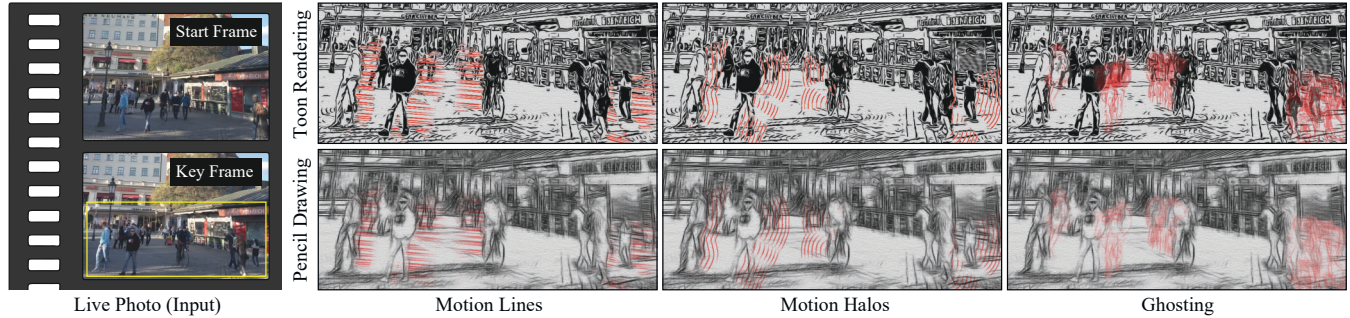 Start Frame
Key Frame
Live Photo (Input)
Toon Rendering
Pencil Drawing
Motion Lines
Motion Halos
Ghosting